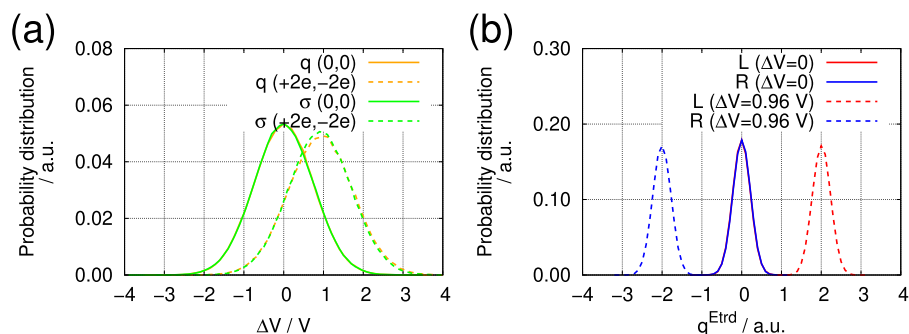 (a)
Probability distribution
/ a.u.
0.08
0.06
0.04
0.02
0.00
q (0,0)
q (+2e,−2e)
σ (0,0)
σ (+2e,−2e)
−4 −3 −2 −1 0 1 2 3 4
ΔV / V
(b)
Probability distribution
/ a.u.
0.30
0.20
0.10
0.00
L (ΔV=0)
R (ΔV=0)
L (ΔV=0.96 V)
R (ΔV=0.96 V)
−4 −3 −2 −1 0 1 2 3 4
q^Etrd / a.u.